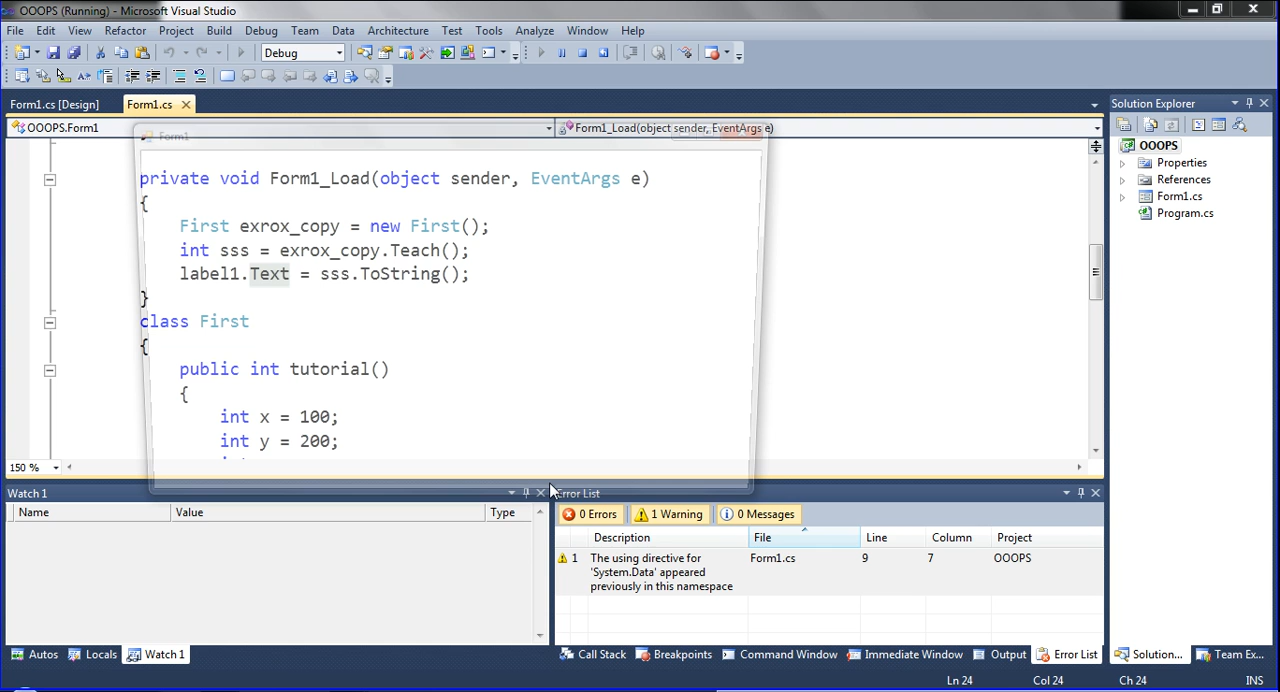 OOOPS (Running) - Microsoft Visual Studio
File Edit View Refactor Project Build Debug Team Data Architecture Test Tools Analyze Window Help
Debug
Form1.cs [Design] Form1.cs
Solution Explorer
OOOPS.Form1
Form1_Load(object sender, EventArgs e)
Form1
OOOPS
Properties
References
Form1.cs
Program.cs
private void Form1_Load(object sender, EventArgs e)
{
First exrox_copy = new First();
int sss = exrox_copy.Teach();
label1.Text = sss.ToString();
}
class First
{
public int tutorial()
{
int x = 100;
int y = 200;
150 %
Watch 1
Name Value Type
Error List
0 Errors 1 Warning 0 Messages
Description File Line Column Project
1 The using directive for 'System.Data' appeared previously in this namespace Form1.cs 9 7 OOOPS
Autos Locals Watch 1
Call Stack Breakpoints Command Window Immediate Window Output Error List
Solution... Team Ex...
Ln 24 Col 24 Ch 24 INS